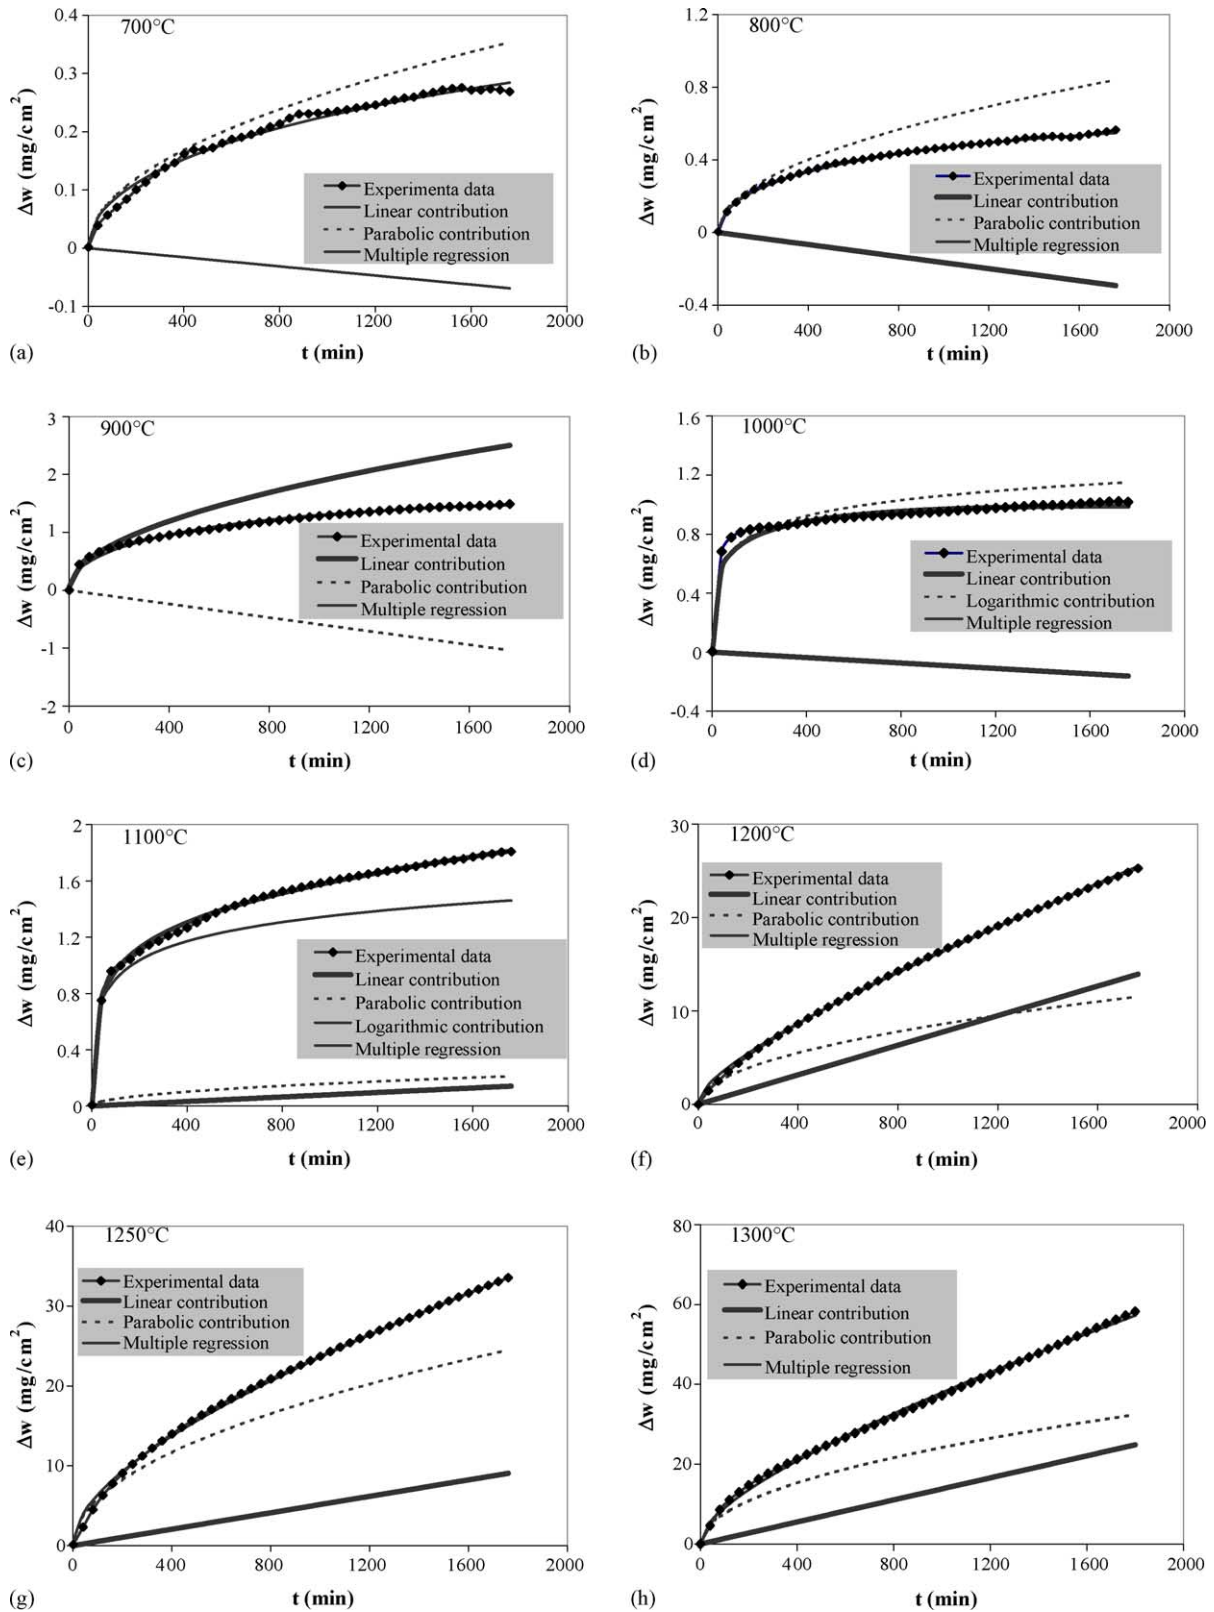 700°C
0.4
0.3
0.2
0.1
0
-0.1
Δw (mg/cm²)
Experimenta data
Linear contribution
Parabolic contribution
Multiple regression
0 400 800 1200 1600 2000
t (min)
(a)
800°C
1.2
0.8
0.4
0
-0.4
Δw (mg/cm²)
Experimental data
Linear contribution
Parabolic contribution
Multiple regression
0 400 800 1200 1600 2000
t (min)
(b)
900°C
3
2
1
0
-1
-2
Δw (mg/cm²)
Experimental data
Linear contribution
Parabolic contribution
Multiple regression
0 400 800 1200 1600 2000
t (min)
(c)
1000°C
1.6
1.2
0.8
0.4
0
-0.4
Δw (mg/cm²)
Experimental data
Linear contribution
Logarithmic contribution
Multiple regression
0 400 800 1200 1600 2000
t (min)
(d)
1100°C
2
1.6
1.2
0.8
0.4
0
Δw (mg/cm²)
Experimental data
Linear contribution
Parabolic contribution
Logarithmic contribution
Multiple regression
0 400 800 1200 1600 2000
t (min)
(e)
1200°C
30
20
10
0
Δw (mg/cm²)
Experimental data
Linear contribution
Parabolic contribution
Multiple regression
0 400 800 1200 1600 2000
t (min)
(f)
1250°C
40
30
20
10
0
Δw (mg/cm²)
Experimental data
Linear contribution
Parabolic contribution
Multiple regression
0 400 800 1200 1600 2000
t (min)
(g)
1300°C
80
60
40
20
0
Δw (mg/cm²)
Experimental data
Linear contribution
Parabolic contribution
Multiple regression
0 400 800 1200 1600 2000
t (min)
(h)